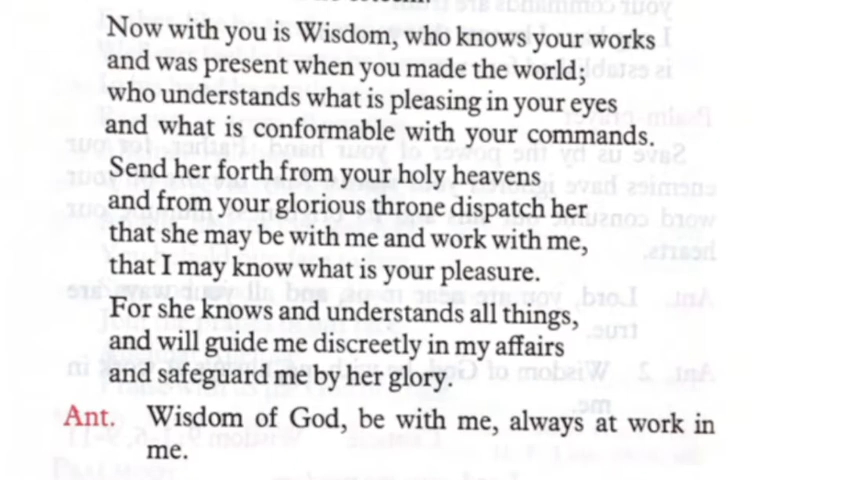 Now with you is Wisdom, who knows your works
and was present when you made the world;
who understands what is pleasing in your eyes
and what is conformable with your commands.
Send her forth from your holy heavens
and from your glorious throne dispatch her
that she may be with me and work with me,
that I may know what is your pleasure.
For she knows and understands all things,
and will guide me discreetly in my affairs
and safeguard me by her glory.
Ant. Wisdom of God, be with me, always at work in
me.